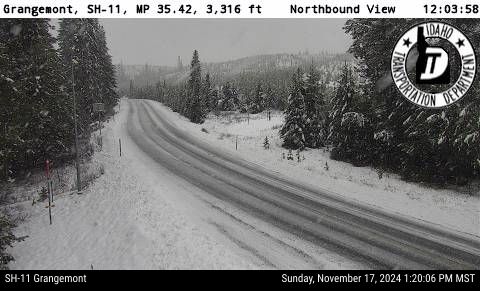 Grangemont, SH-11, MP 35.42, 3,316 ft Northbound View 12:03:58
IDAHO
TRANSPORTATION DEPARTMENT
SH-11 Grangemont Sunday, November 17, 2024 1:20:06 PM MST